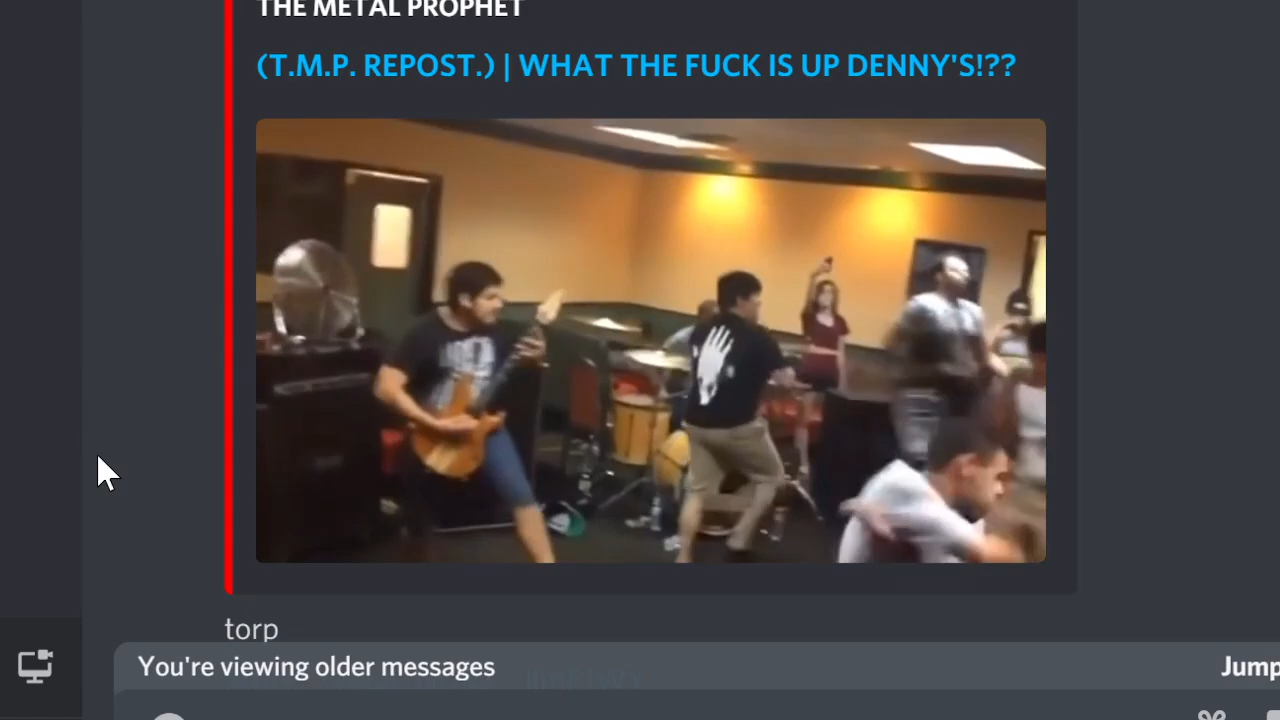 THE METAL PROPHET
(T.M.P. REPOST.) | WHAT THE FUCK IS UP DENNY'S!??
torp
You're viewing older messages
Jump